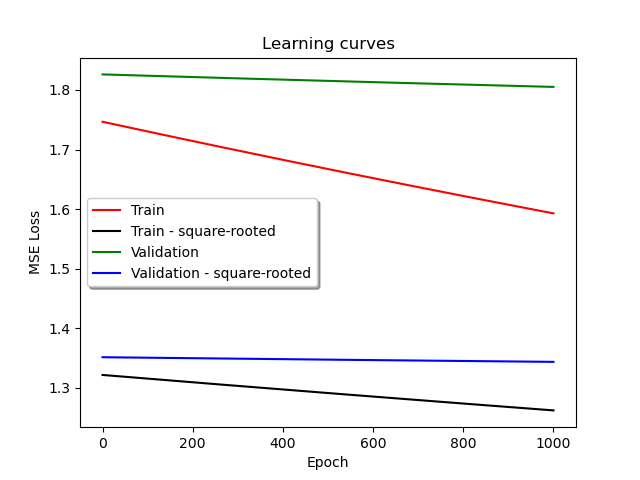 Learning curves
MSE Loss
1.8
1.7
1.6
1.5
1.4
1.3
Train
Train - square-rooted
Validation
Validation - square-rooted
0 200 400 600 800 1000
Epoch